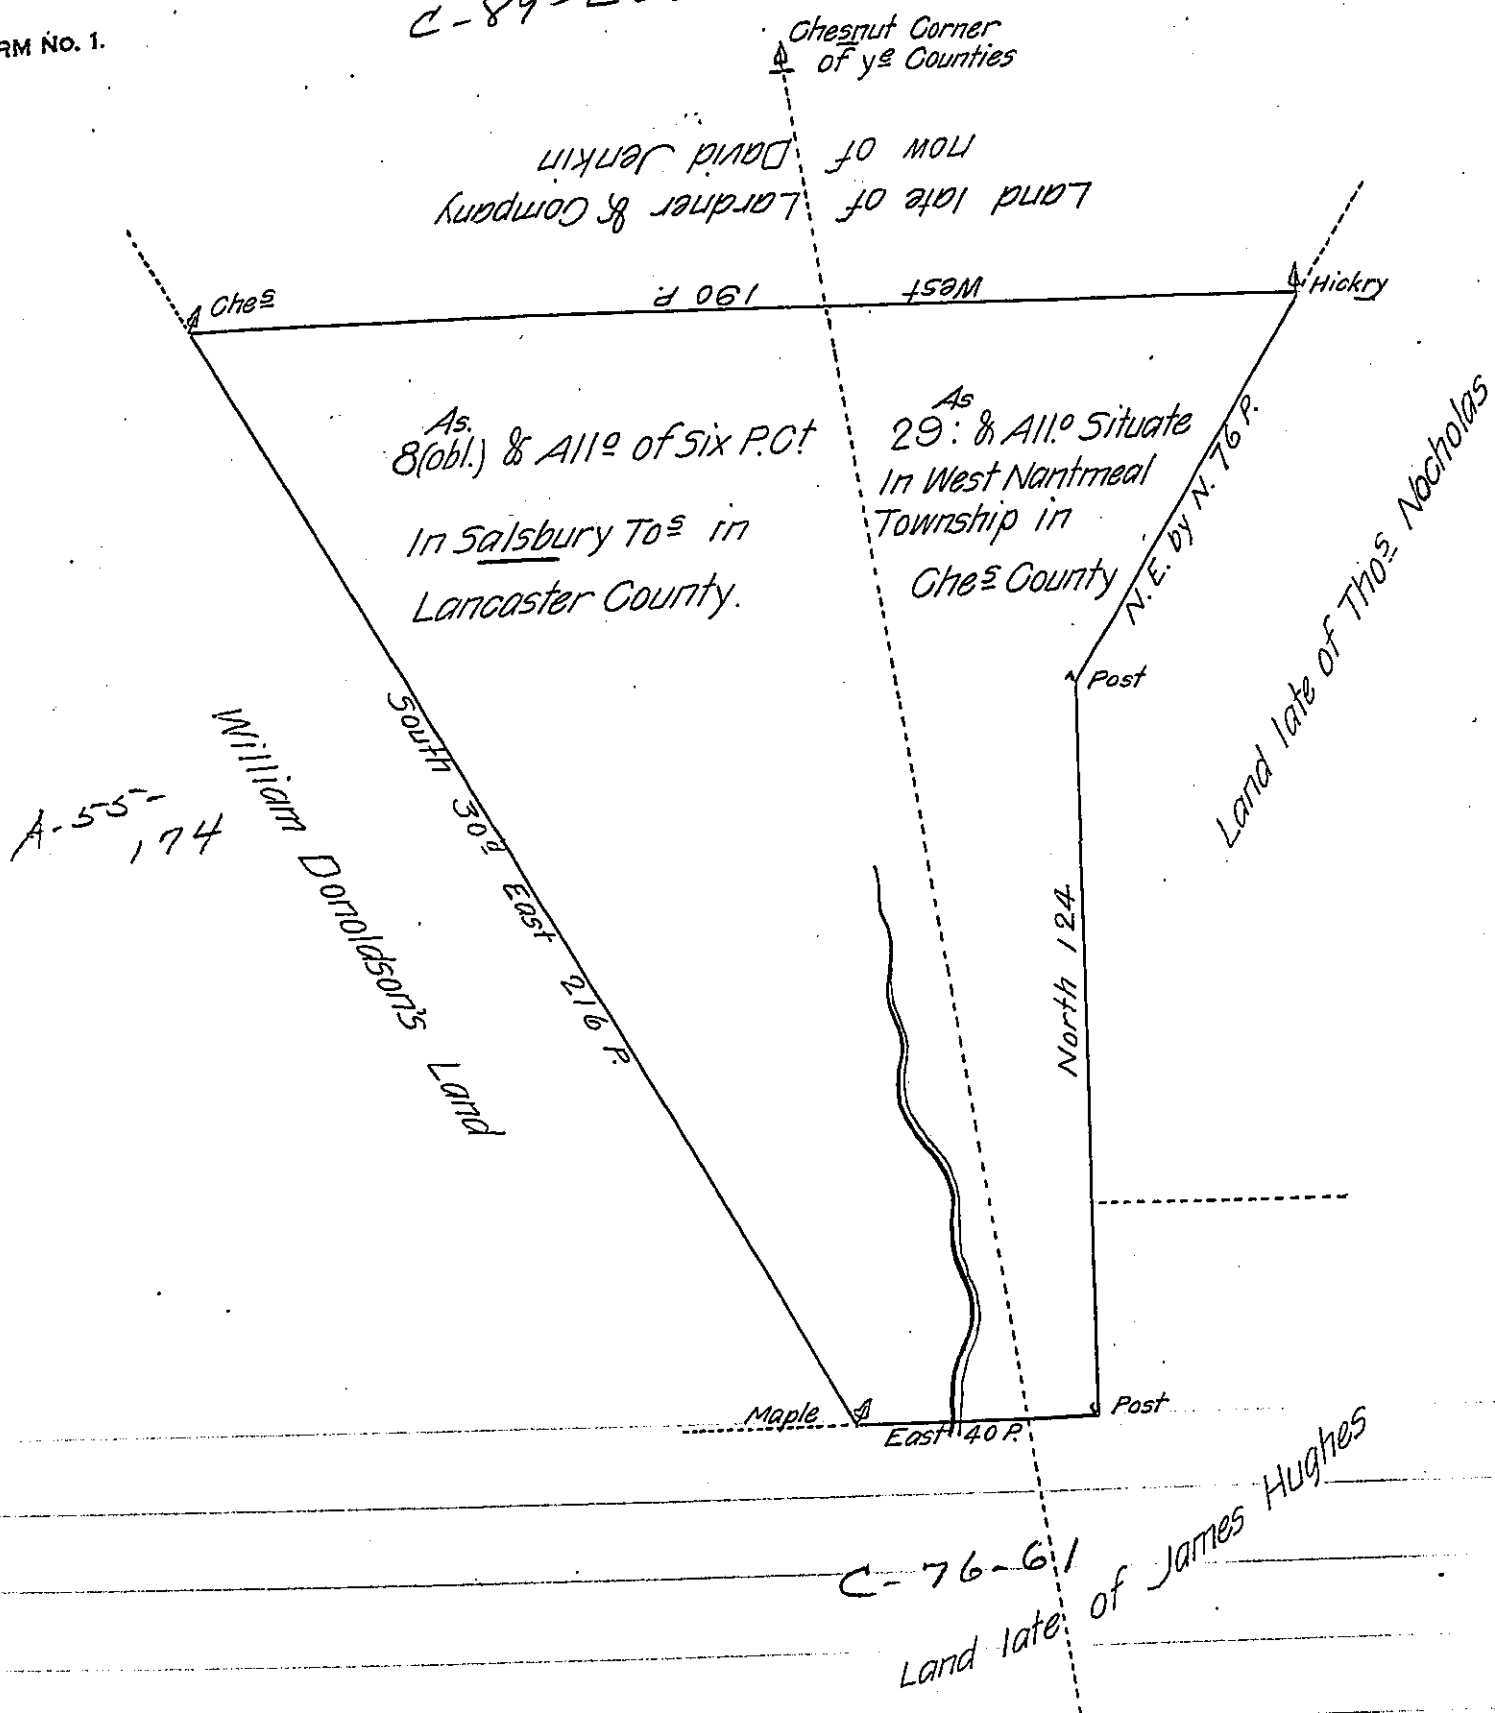 RM No. 1.
C-89-
Chesnut Corner
of ye Counties
Land late of Lardner & Company
now of David Jenkin
Ches
West 190 P.
Hickry
As.
8(obl.) & Allo of Six P.Ct
In Salsbury Tos in
Lancaster County.
As
29: & All.o Situate
In West Nantmeal
Township in
Ches County
N.E. by N. 76 P.
Land late of Thos Nocholas
Post
South 30d East 216 P.
William Donoldson's Land
A-55-
174
North 124
Maple
East 40 P.
Post
C-76-61
Land late of James Hughes